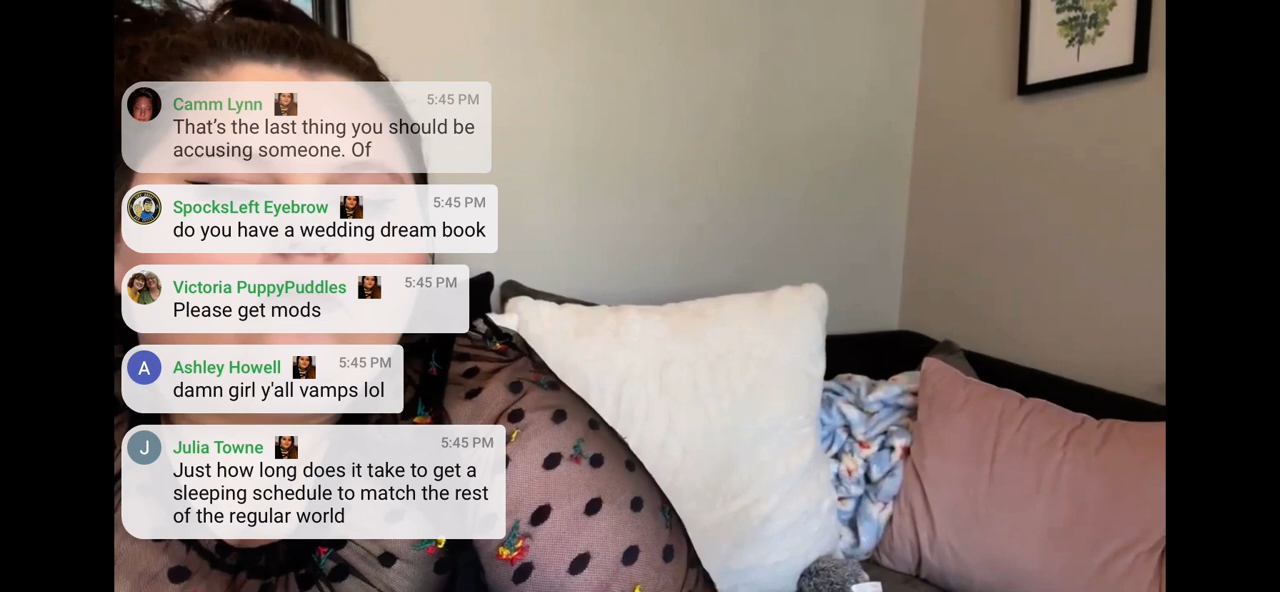 Camm Lynn 5:45 PM
That’s the last thing you should be
accusing someone. Of
SpocksLeft Eyebrow 5:45 PM
do you have a wedding dream book
Victoria PuppyPuddles 5:45 PM
Please get mods
A Ashley Howell 5:45 PM
damn girl y'all vamps lol
J Julia Towne 5:45 PM
Just how long does it take to get a
sleeping schedule to match the rest
of the regular world